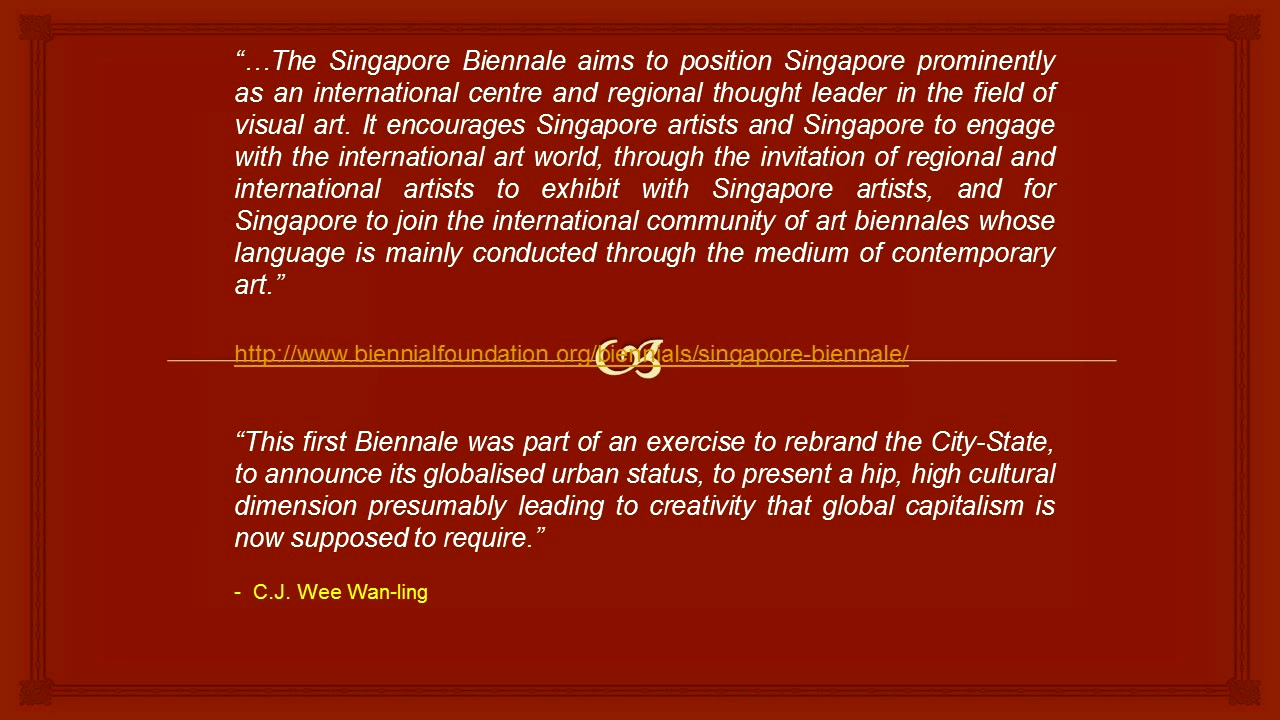 “…The Singapore Biennale aims to position Singapore prominently
as an international centre and regional thought leader in the field of
visual art. It encourages Singapore artists and Singapore to engage
with the international art world, through the invitation of regional and
international artists to exhibit with Singapore artists, and for
Singapore to join the international community of art biennales whose
language is mainly conducted through the medium of contemporary
art.”
http://www.biennialfoundation.org/biennials/singapore-biennale/
“This first Biennale was part of an exercise to rebrand the City-State,
to announce its globalised urban status, to present a hip, high cultural
dimension presumably leading to creativity that global capitalism is
now supposed to require.”
- C.J. Wee Wan-ling